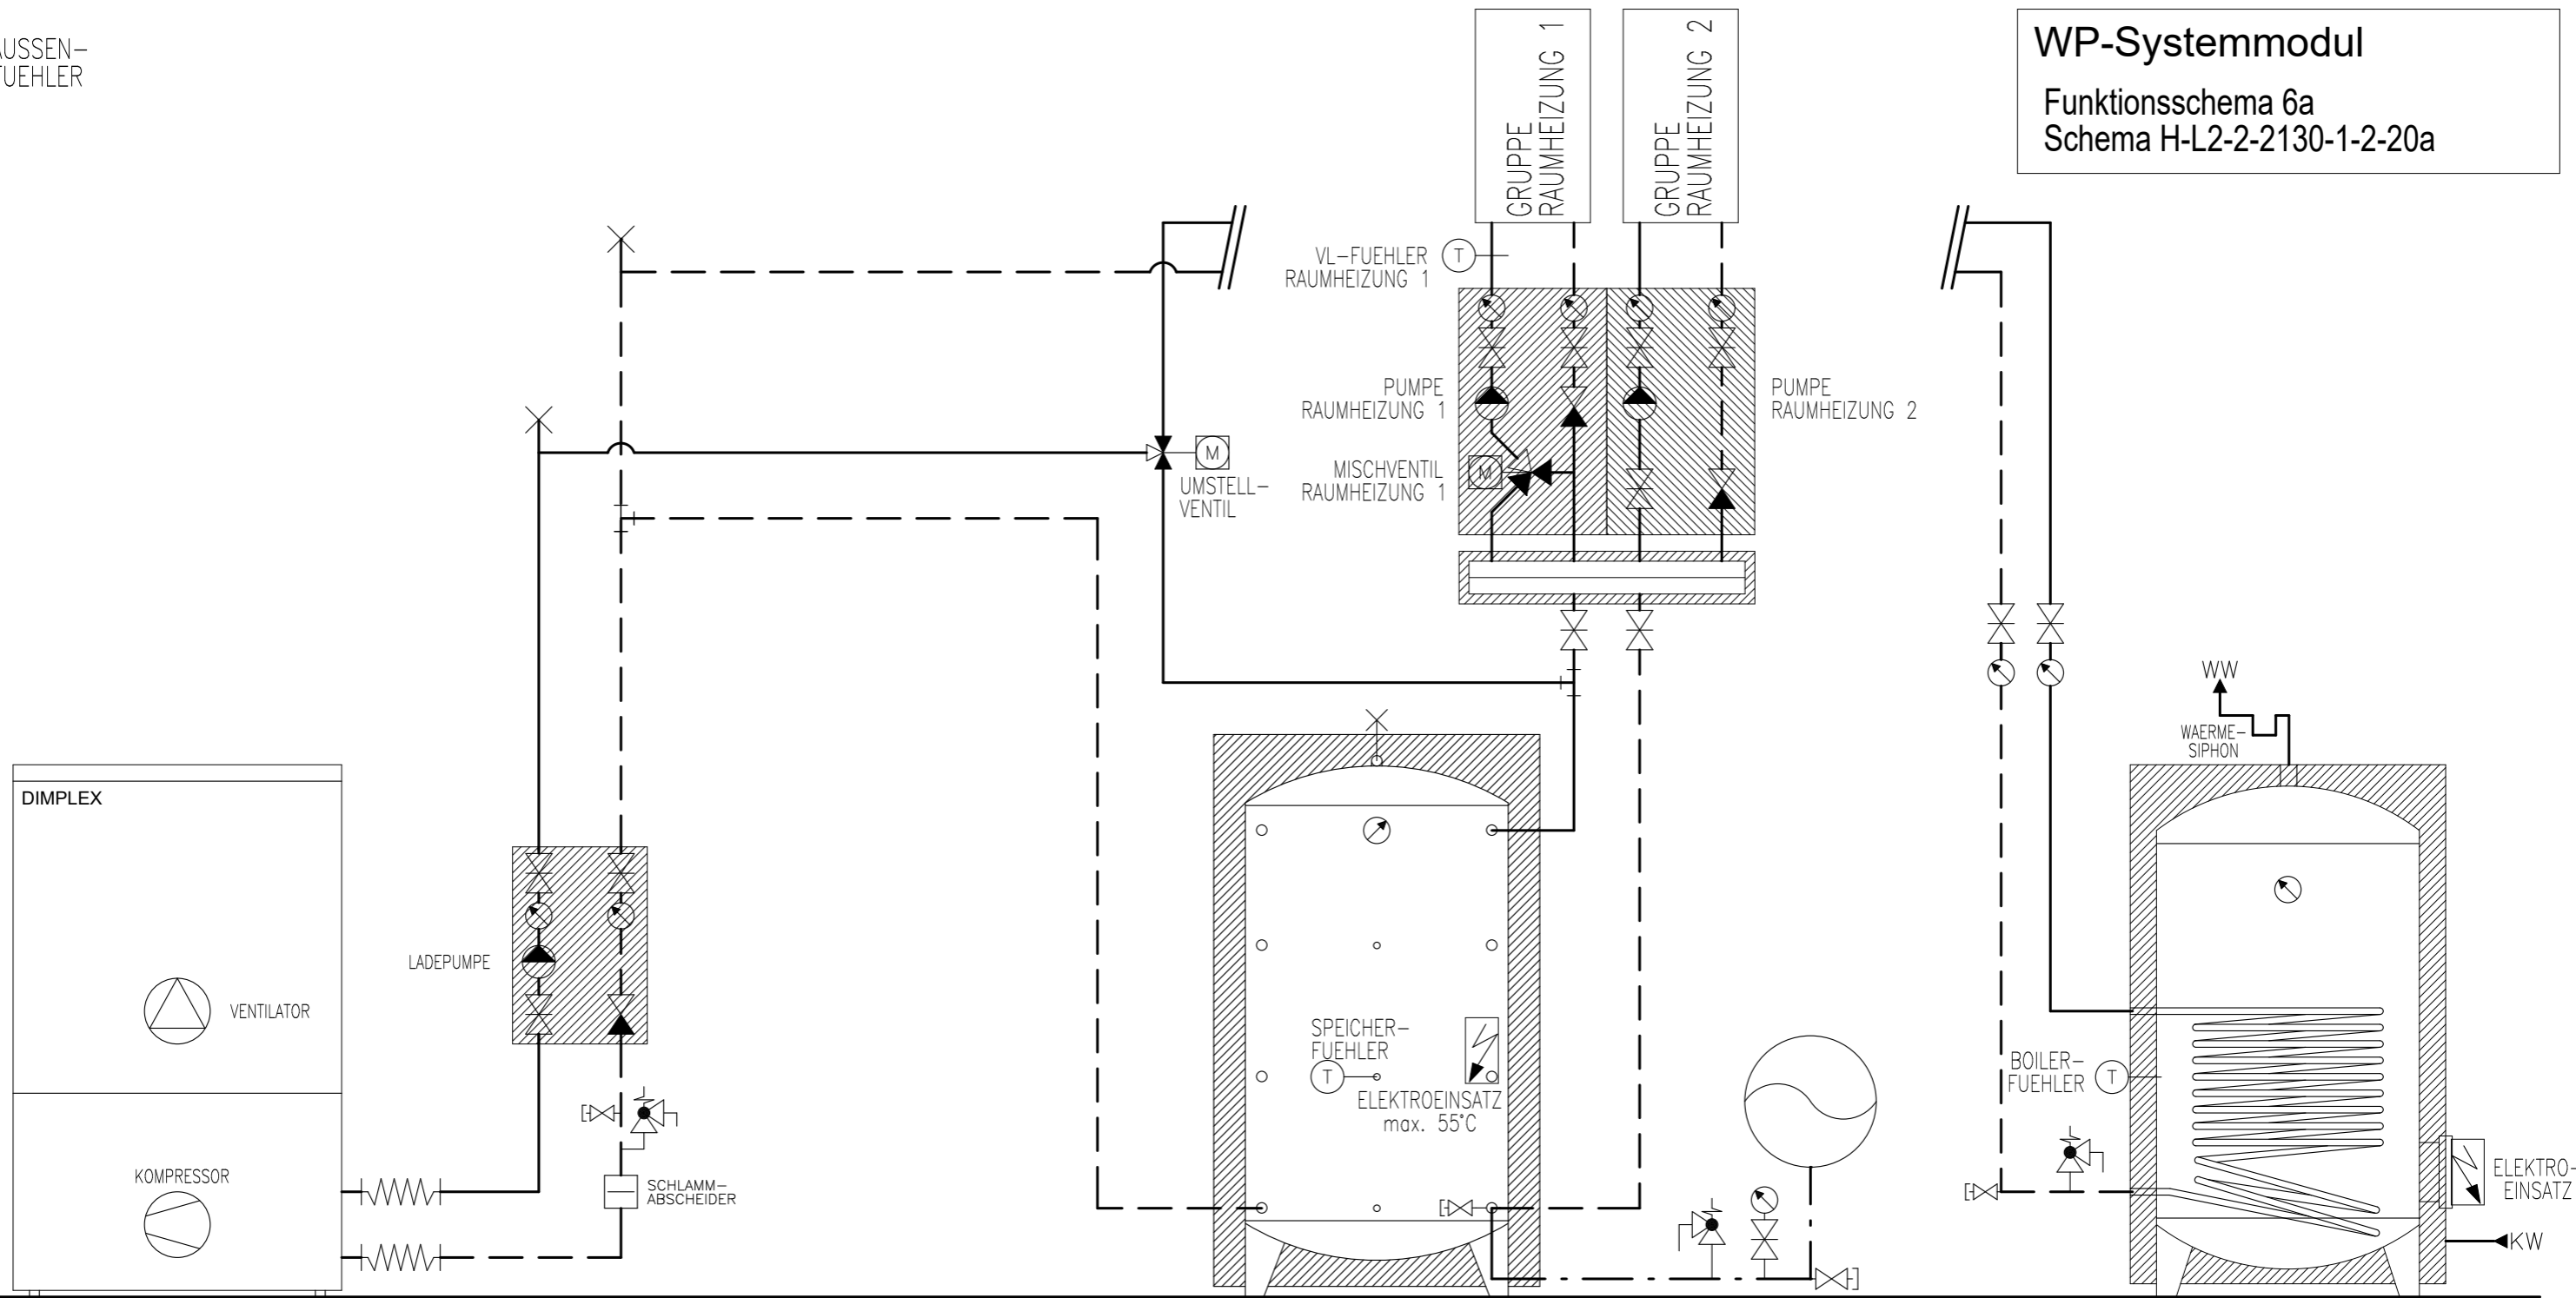 AUSSEN-
FUEHLER
WP-Systemmodul
Funktionsschema 6a
Schema H-L2-2-2130-1-2-20a
GRUPPE
RAUMHEIZUNG 1
GRUPPE
RAUMHEIZUNG 2
VL-FUEHLER
RAUMHEIZUNG 1
T
PUMPE
RAUMHEIZUNG 1
PUMPE
RAUMHEIZUNG 2
M
UMSTELL-
VENTIL
MISCHVENTIL
RAUMHEIZUNG 1
M
WW
WAERME-
SIPHON
DIMPLEX
LADEPUMPE
VENTILATOR
SPEICHER-
FUEHLER
T
ELEKTROEINSATZ
max. 55°C
BOILER-
FUEHLER
T
KOMPRESSOR
SCHLAMM-
ABSCHEIDER
ELEKTRO-
EINSATZ
KW